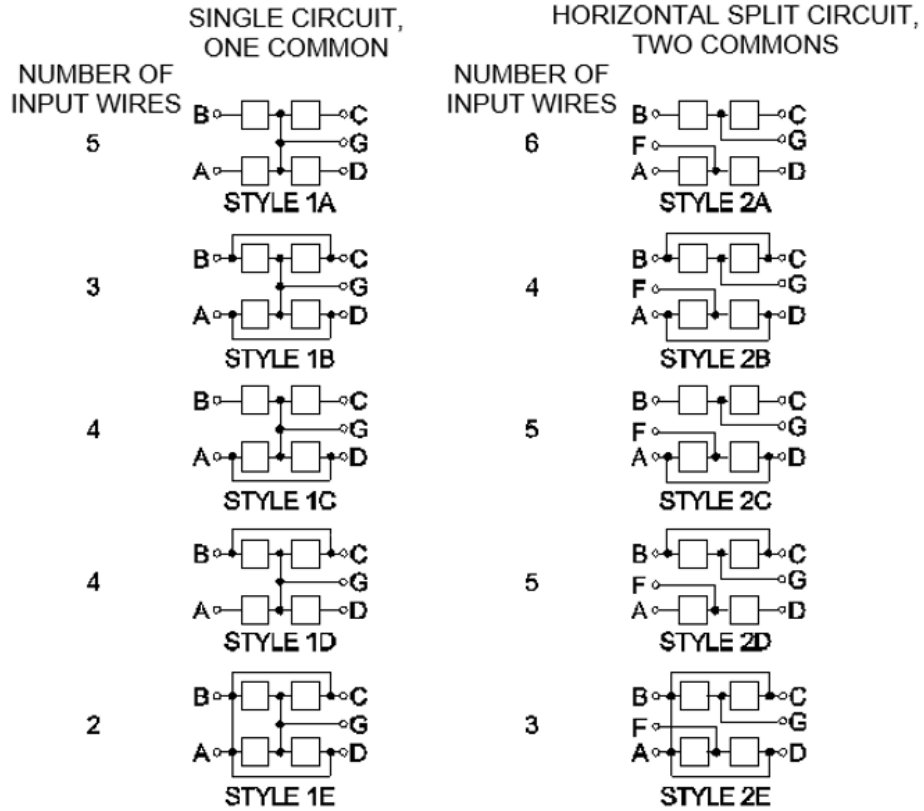 SINGLE CIRCUIT,
ONE COMMON
HORIZONTAL SPLIT CIRCUIT,
TWO COMMONS
NUMBER OF
INPUT WIRES
NUMBER OF
INPUT WIRES
5
B C
G
A D
STYLE 1A
6
B C
F G
A D
STYLE 2A
3
B C
G
A D
STYLE 1B
4
B C
F G
A D
STYLE 2B
4
B C
G
A D
STYLE 1C
5
B C
F G
A D
STYLE 2C
4
B C
G
A D
STYLE 1D
5
B C
F G
A D
STYLE 2D
2
B C
G
A D
STYLE 1E
3
B C
F G
A D
STYLE 2E